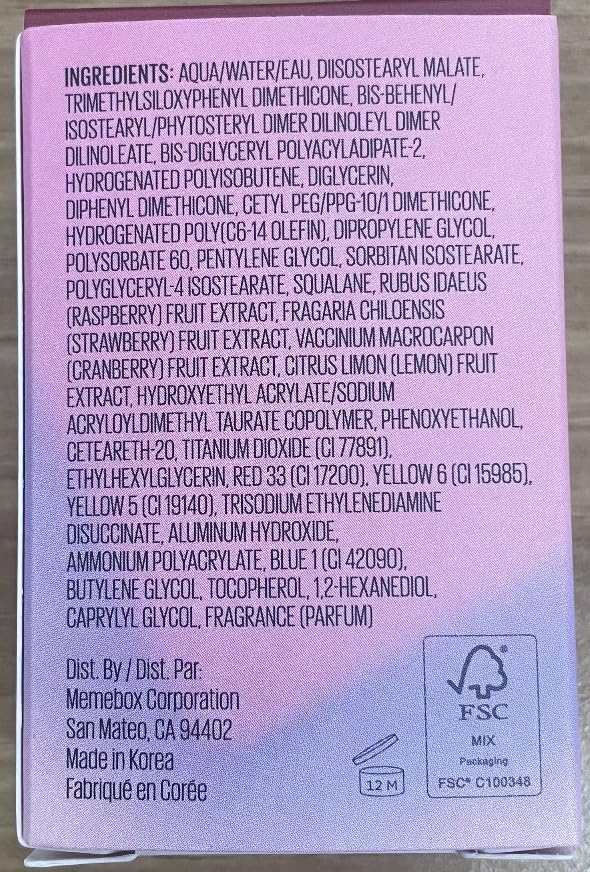 INGREDIENTS: AQUA/WATER/EAU, DIISOSTEARYL MALATE,
TRIMETHYLSILOXYPHENYL DIMETHICONE, BIS-BEHENYL/
ISOSTEARYL/PHYTOSTERYL DIMER DILINOLEYL DIMER
DILINOLEATE, BIS-DIGLYCERYL POLYACYLADIPATE-2,
HYDROGENATED POLYISOBUTENE, DIGLYCERIN,
DIPHENYL DIMETHICONE, CETYL PEG/PPG-10/1 DIMETHICONE,
HYDROGENATED POLY(C6-14 OLEFIN), DIPROPYLENE GLYCOL,
POLYSORBATE 60, PENTYLENE GLYCOL, SORBITAN ISOSTEARATE,
POLYGLYCERYL-4 ISOSTEARATE, SQUALANE, RUBUS IDAEUS
(RASPBERRY) FRUIT EXTRACT, FRAGARIA CHILOENSIS
(STRAWBERRY) FRUIT EXTRACT, VACCINIUM MACROCARPON
(CRANBERRY) FRUIT EXTRACT, CITRUS LIMON (LEMON) FRUIT
EXTRACT, HYDROXYETHYL ACRYLATE/SODIUM
ACRYLOYLDIMETHYL TAURATE COPOLYMER, PHENOXYETHANOL,
CETEARETH-20, TITANIUM DIOXIDE (CI 77891),
ETHYLHEXYLGLYCERIN, RED 33 (CI 17200), YELLOW 6 (CI 15985),
YELLOW 5 (CI 19140), TRISODIUM ETHYLENEDIAMINE
DISUCCINATE, ALUMINUM HYDROXIDE,
AMMONIUM POLYACRYLATE, BLUE 1 (CI 42090),
BUTYLENE GLYCOL, TOCOPHEROL, 1,2-HEXANEDIOL,
CAPRYLYL GLYCOL, FRAGRANCE (PARFUM)
Dist. By / Dist. Par:
Memebox Corporation
San Mateo, CA 94402
Made in Korea
Fabriqué en Corée
12 M
FSC
MIX
Packaging
FSC® C100348